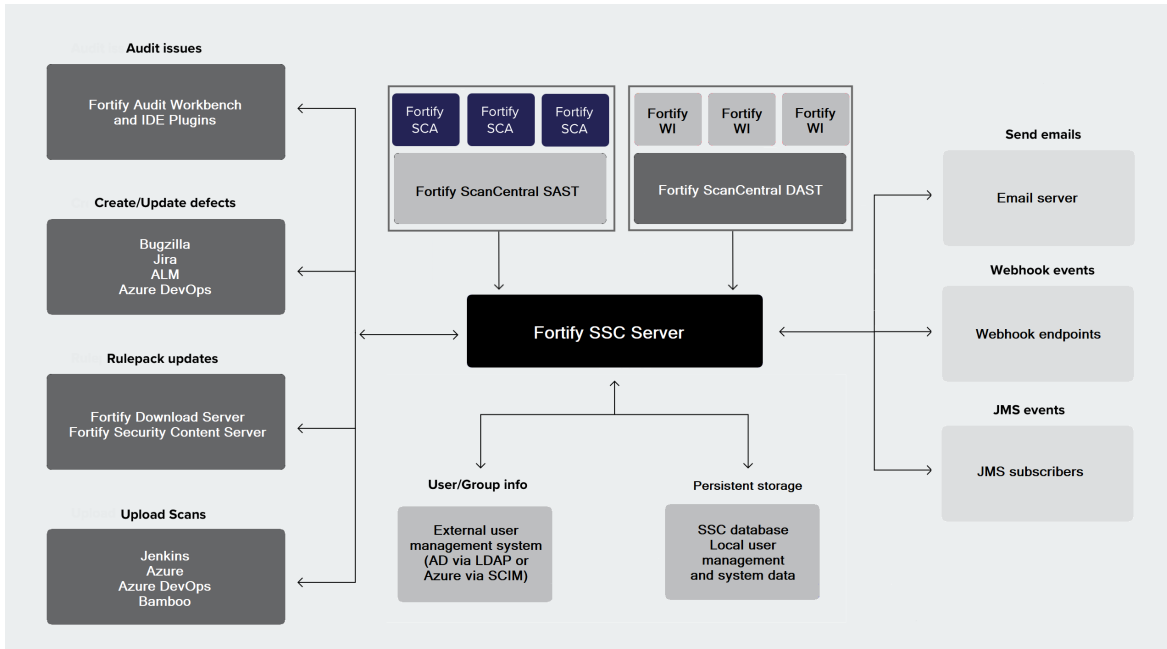 Audit issues
Fortify Audit Workbench
and IDE Plugins
Create/Update defects
Bugzilla
Jira
ALM
Azure DevOps
Rulepack updates
Fortify Download Server
Fortify Security Content Server
Upload Scans
Jenkins
Azure
Azure DevOps
Bamboo
Fortify
SCA
Fortify
SCA
Fortify
SCA
Fortify ScanCentral SAST
Fortify
WI
Fortify
WI
Fortify
WI
Fortify ScanCentral DAST
Fortify SSC Server
User/Group info
External user
management system
(AD via LDAP or
Azure via SCIM)
Persistent storage
SSC database
Local user
management
and system data
Send emails
Email server
Webhook events
Webhook endpoints
JMS events
JMS subscribers